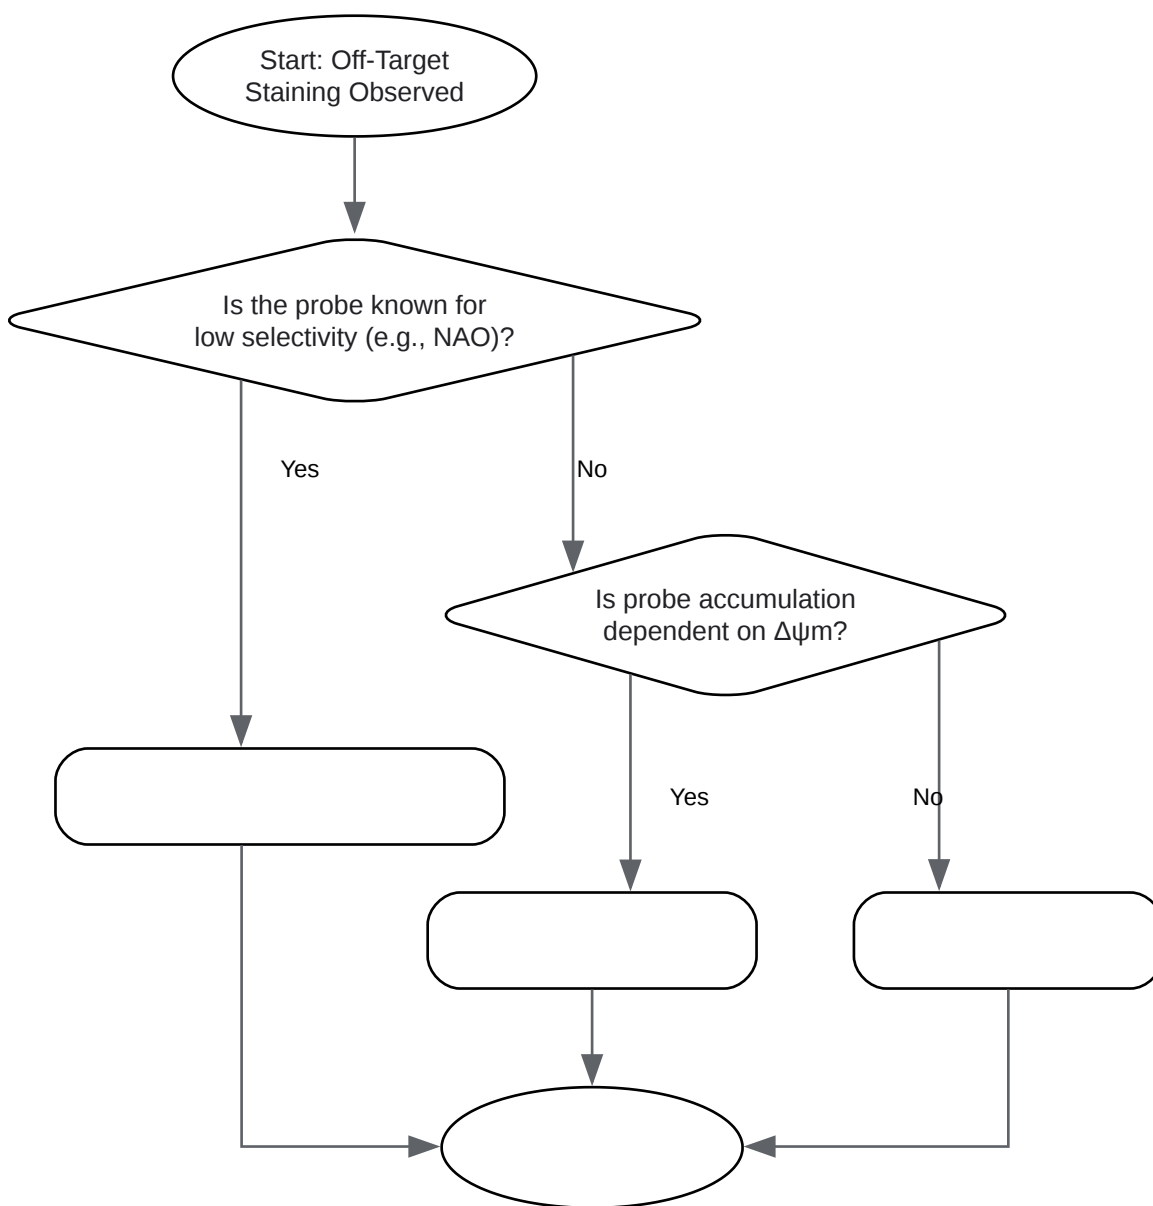 Start: Off-Target
Staining Observed
Is the probe known for
low selectivity (e.g., NAO)?
Yes
No
Is probe accumulation
dependent on Δψm?
Yes
No